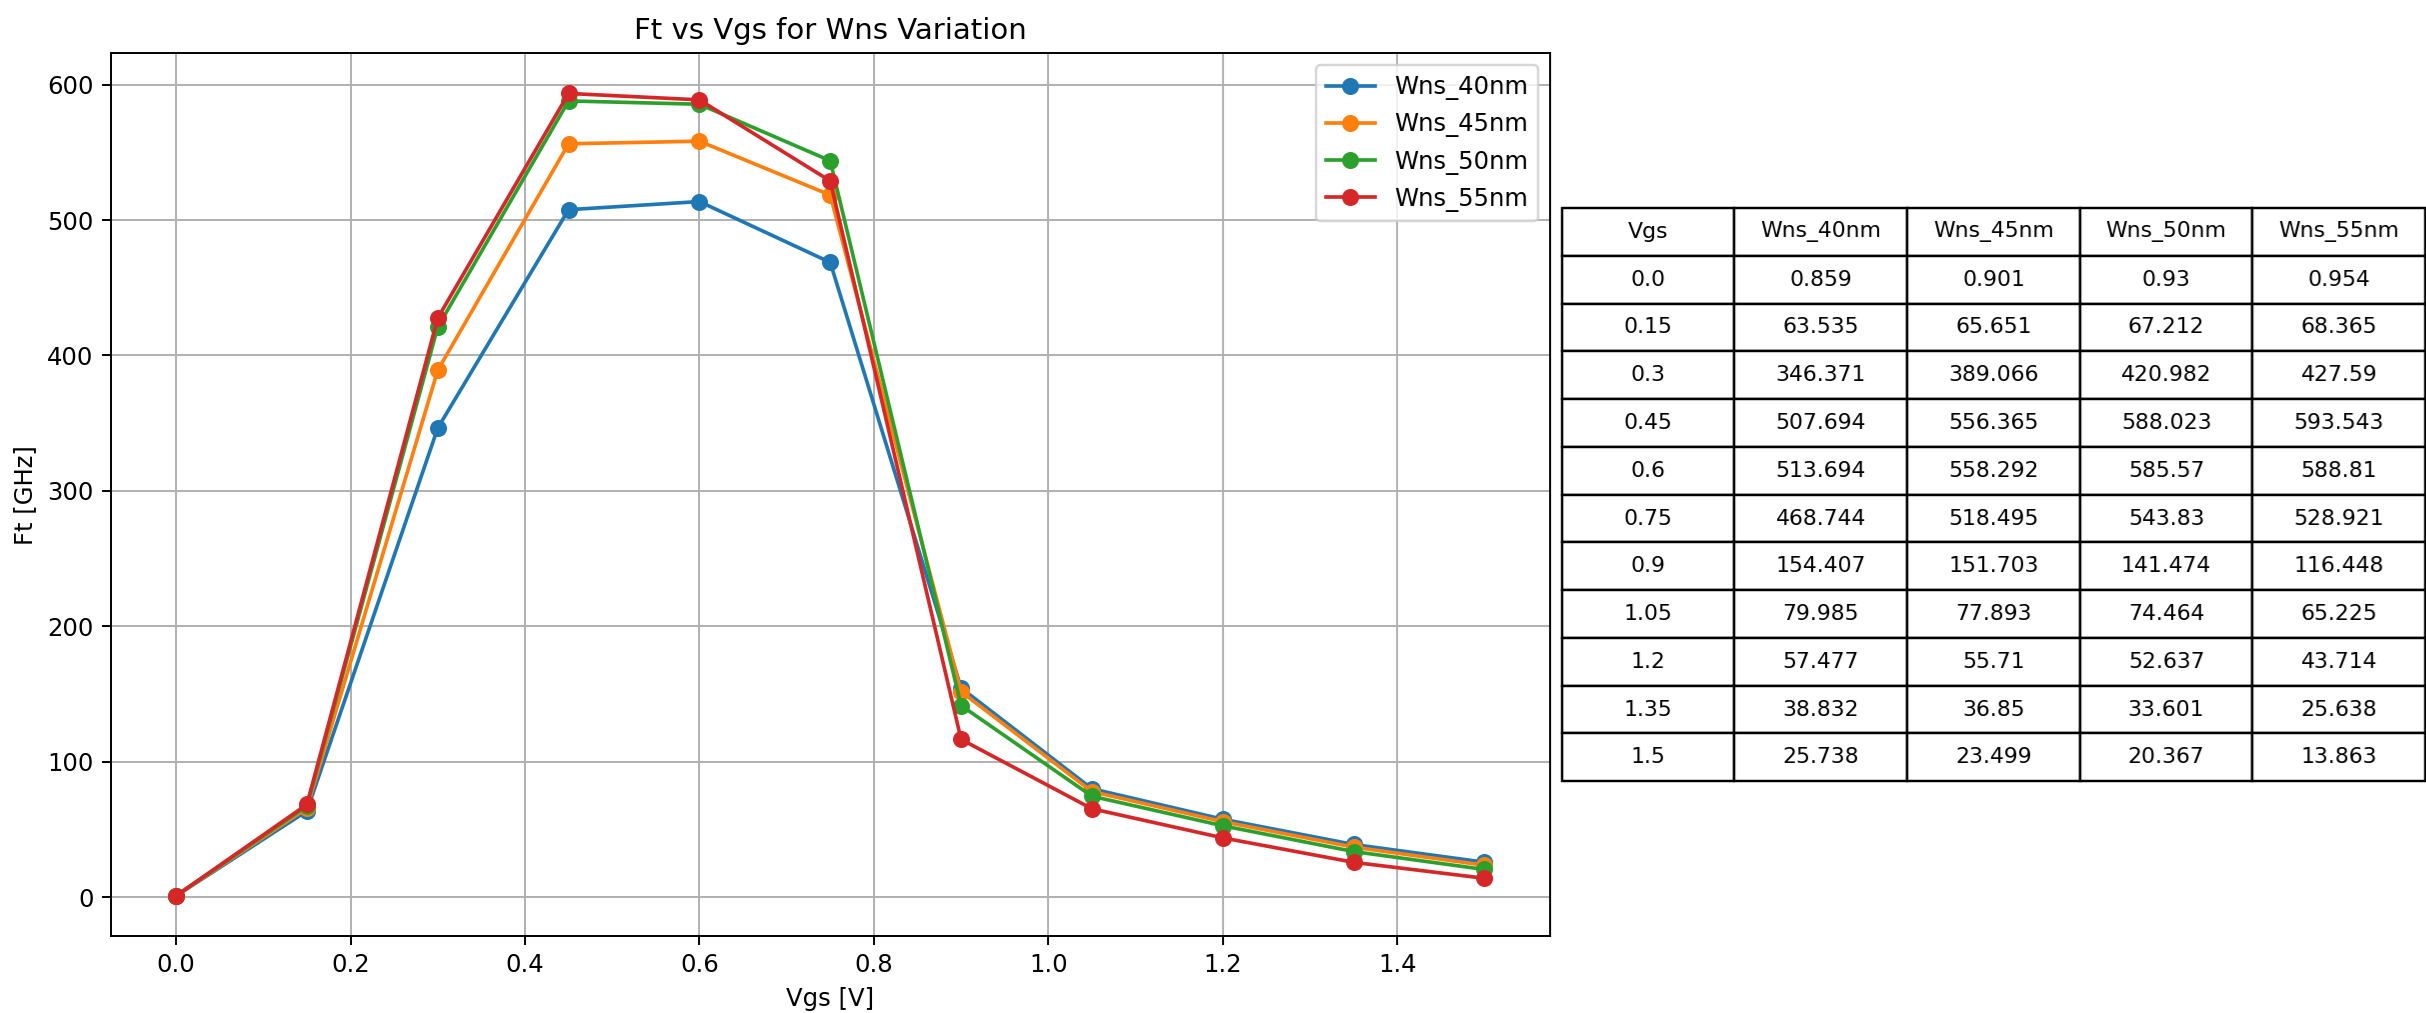 Ft vs Vgs for Wns Variation
600
500
400
300
200
100
0
Ft [GHz]
0.0 0.2 0.4 0.6 0.8 1.0 1.2 1.4
Vgs [V]
Wns_40nm
Wns_45nm
Wns_50nm
Wns_55nm
Vgs Wns_40nm Wns_45nm Wns_50nm Wns_55nm
0.0 0.859 0.901 0.93 0.954
0.15 63.535 65.651 67.212 68.365
0.3 346.371 389.066 420.982 427.59
0.45 507.694 556.365 588.023 593.543
0.6 513.694 558.292 585.57 588.81
0.75 468.744 518.495 543.83 528.921
0.9 154.407 151.703 141.474 116.448
1.05 79.985 77.893 74.464 65.225
1.2 57.477 55.71 52.637 43.714
1.35 38.832 36.85 33.601 25.638
1.5 25.738 23.499 20.367 13.863